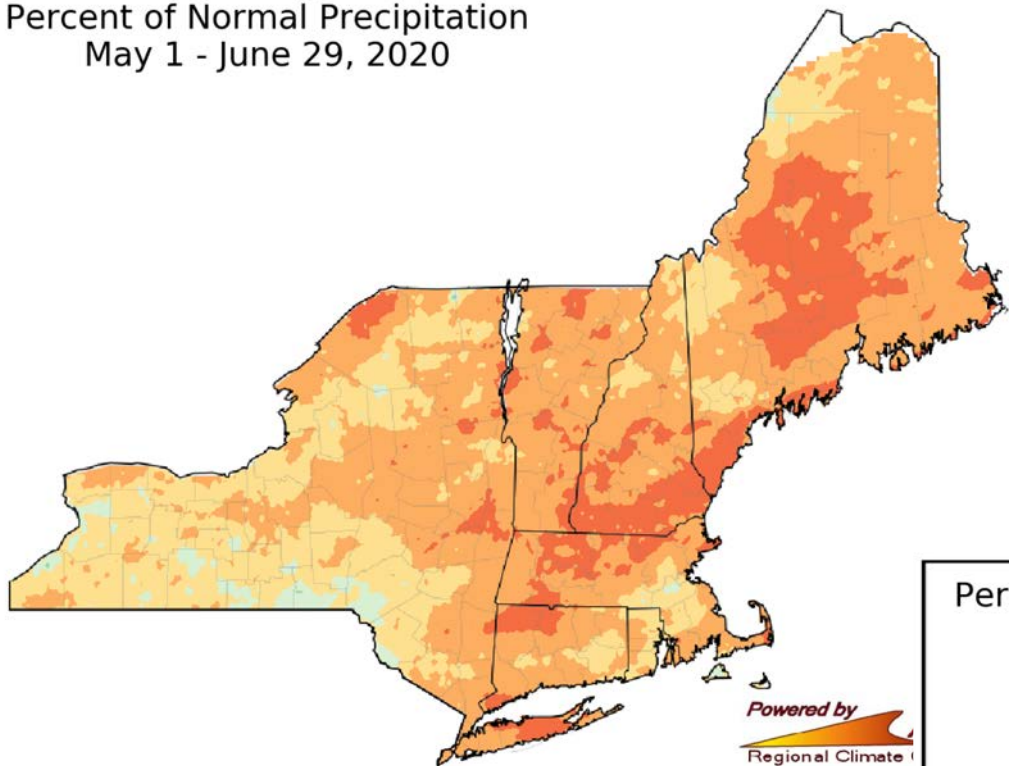 Percent of Normal Precipitation
May 1 - June 29, 2020
Per
Powered by
Regional Climate